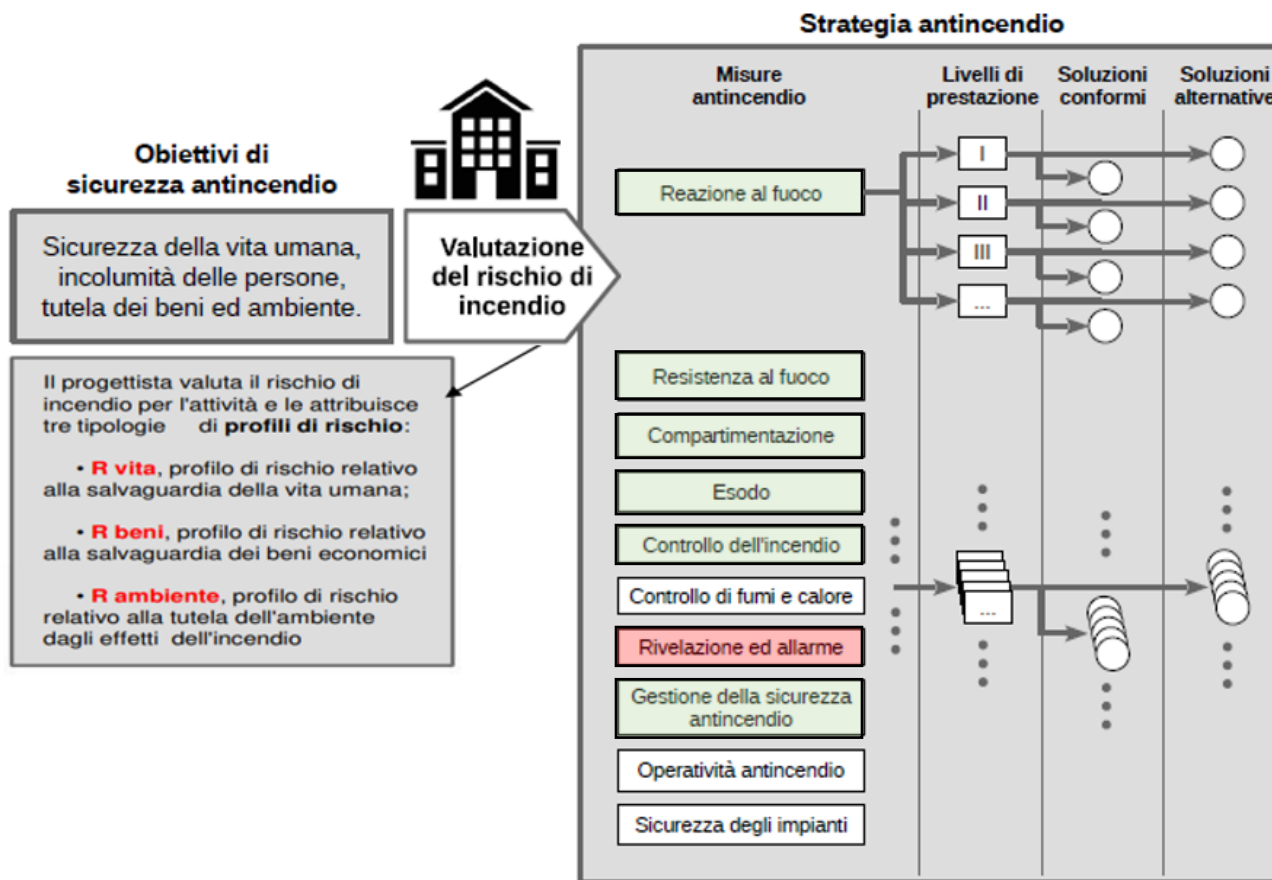 Strategia antincendio
Obiettivi di
sicurezza antincendio
Sicurezza della vita umana,
incolumità delle persone,
tutela dei beni ed ambiente.
Valutazione
del rischio di
incendio
Il progettista valuta il rischio di
incendio per l'attività e le attribuisce
tre tipologie di profili di rischio:
• R vita, profilo di rischio relativo
alla salvaguardia della vita umana;
• R beni, profilo di rischio relativo
alla salvaguardia dei beni economici
• R ambiente, profilo di rischio
relativo alla tutela dell'ambiente
dagli effetti dell'incendio
Misure
antincendio
Livelli di
prestazione
Soluzioni
conformi
Soluzioni
alternative
Reazione al fuoco
I
II
III
...
Resistenza al fuoco
Compartimentazione
Esodo
Controllo dell'incendio
Controllo di fumi e calore
...
Rivelazione ed allarme
Gestione della sicurezza
antincendio
Operatività antincendio
Sicurezza degli impianti